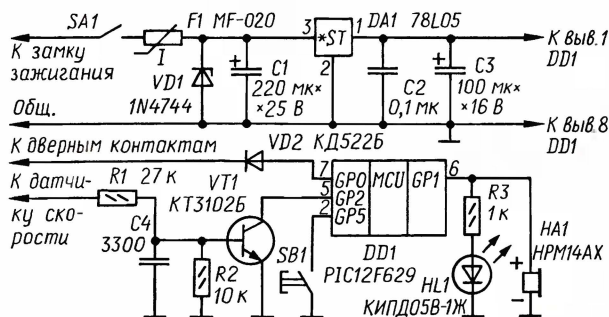 SA1
F1 MF-020
3
*ST
1
DA1 78L05
К замку
зажигания
I
VD1
1N4744
C1
220 мк×
×25 В
2
C2
0,1 мк
C3
100 мк×
×16 В
К выв.1
DD1
Общ.
К выв.8
DD1
К дверным контактам
VD2 КД522Б
К датчи-
ку ско-
рости
R1 27 к
VT1
КТ3102Б
C4
3300
R2
10 к
SB1
7
5
2
GP0
GP2
GP5
MCU
GP1
6
DD1
PIC12F629
R3
1 к
HL1
КИПД05В-1Ж
HA1
HPM14AX